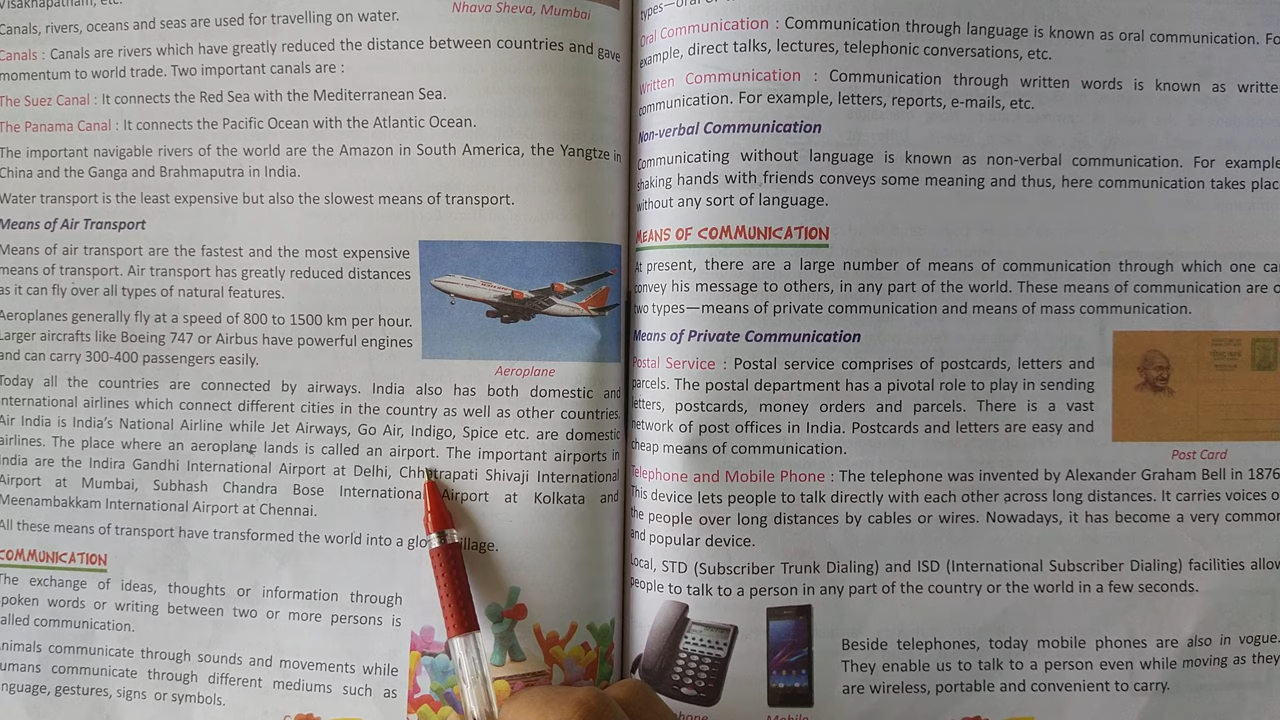 Visakhapatnam, etc.
Nhava Sheva, Mumbai
Canals, rivers, oceans and seas are used for travelling on water.
Canals : Canals are rivers which have greatly reduced the distance between countries and gave
momentum to world trade. Two important canals are :
The Suez Canal : It connects the Red Sea with the Mediterranean Sea.
The Panama Canal : It connects the Pacific Ocean with the Atlantic Ocean.
The important navigable rivers of the world are the Amazon in South America, the Yangtze in
China and the Ganga and Brahmaputra in India.
Water transport is the least expensive but also the slowest means of transport.
Means of Air Transport
Means of air transport are the fastest and the most expensive
means of transport. Air transport has greatly reduced distances
as it can fly over all types of natural features.
Aeroplanes generally fly at a speed of 800 to 1500 km per hour.
Larger aircrafts like Boeing 747 or Airbus have powerful engines
and can carry 300-400 passengers easily.
Aeroplane
Today all the countries are connected by airways. India also has both domestic and
international airlines which connect different cities in the country as well as other countries.
Air India is India's National Airline while Jet Airways, Go Air, Indigo, Spice etc. are domestic
airlines. The place where an aeroplane lands is called an airport. The important airports in
India are the Indira Gandhi International Airport at Delhi, Chhatrapati Shivaji International
Airport at Mumbai, Subhash Chandra Bose International Airport at Kolkata and
Meenambakkam International Airport at Chennai.
All these means of transport have transformed the world into a glo illage.
COMMUNICATION
The exchange of ideas, thoughts or information through
spoken words or writing between two or more persons is
called communication.
Animals communicate through sounds and movements while
humans communicate through different mediums such as
language, gestures, signs or symbols.
types—oral or
Oral Communication : Communication through language is known as oral communication. Fo
example, direct talks, lectures, telephonic conversations, etc.
Written Communication : Communication through written words is known as writte
communication. For example, letters, reports, e-mails, etc.
Non-verbal Communication
Communicating without language is known as non-verbal communication. For example
shaking hands with friends conveys some meaning and thus, here communication takes plac
without any sort of language.
MEANS OF COMMUNICATION
At present, there are a large number of means of communication through which one ca
convey his message to others, in any part of the world. These means of communication are o
two types—means of private communication and means of mass communication.
Means of Private Communication
Postal Service : Postal service comprises of postcards, letters and
parcels. The postal department has a pivotal role to play in sending
letters, postcards, money orders and parcels. There is a vast
network of post offices in India. Postcards and letters are easy and
cheap means of communication.
Post Card
Telephone and Mobile Phone : The telephone was invented by Alexander Graham Bell in 1876
This device lets people to talk directly with each other across long distances. It carries voices o
the people over long distances by cables or wires. Nowadays, it has become a very common
and popular device.
Local, STD (Subscriber Trunk Dialing) and ISD (International Subscriber Dialing) facilities allow
people to talk to a person in any part of the country or the world in a few seconds.
Beside telephones, today mobile phones are also in vogue.
They enable us to talk to a person even while moving as they
are wireless, portable and convenient to carry.
phone
Mobile